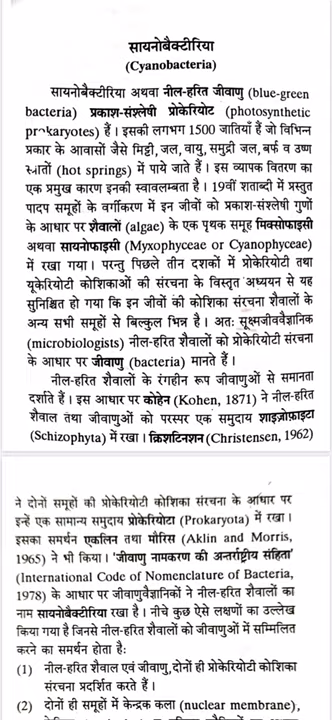 सायनोबैक्टीरिया
(Cyanobacteria)
सायनोबैक्टीरिया अथवा नील-हरित जीवाणु (blue-green
bacteria) प्रकाश-संश्लेषी प्रोकेरियोट (photosynthetic
prokaryotes) हैं। इसकी लगभग 1500 जातियाँ हैं जो विभिन्न
प्रकार के आवासों जैसे मिट्टी, जल, वायु, समुद्री जल, बर्फ व उष्ण
स्रोतों (hot springs) में पाये जाते हैं। इस व्यापक वितरण का
एक प्रमुख कारण इनकी स्वावलम्बता है। 19वीं शताब्दी में प्रस्तुत
पादप समूहों के वर्गीकरण में इन जीवों को प्रकाश-संश्लेषी गुणों
के आधार पर शैवालों (algae) के एक पृथक समूह मिक्सोफाइसी
अथवा सायनोफाइसी (Myxophyceae or Cyanophyceae)
में रखा गया। परन्तु पिछले तीन दशकों में प्रोकेरियोटी तथा
यूकेरियोटी कोशिकाओं की संरचना के विस्तृत अध्ययन से यह
सुनिश्चित हो गया कि इन जीवों की कोशिका संरचना शैवालों के
अन्य सभी समूहों से बिल्कुल भिन्न है। अतः सूक्ष्मजीववैज्ञानिक
(microbiologists) नील-हरित शैवालों को प्रोकेरियोटी संरचना
के आधार पर जीवाणु (bacteria) मानते हैं।
नील-हरित शैवालों के रंगहीन रूप जीवाणुओं से समानता
दर्शाते हैं। इस आधार पर कोहेन (Kohen, 1871) ने नील-हरित
शैवाल तथा जीवाणुओं को परस्पर एक समुदाय शाइज़ोफ़ाइटा
(Schizophyta) में रखा। क्रिशटिनशन (Christensen, 1962)
ने दोनों समूहों की प्रोकेरियोटी कोशिका संरचना के आधार पर
इन्हें एक सामान्य समुदाय प्रोकेरियोटा (Prokaryota) में रखा।
इसका समर्थन एकलिन तथा मौरिस (Aklin and Morris,
1965) ने भी किया। 'जीवाणु नामकरण की अन्तर्राष्ट्रीय संहिता'
(International Code of Nomenclature of Bacteria,
1978) के आधार पर जीवाणुवैज्ञानिकों ने नील-हरित शैवालों का
नाम सायनोबैक्टीरिया रखा है। नीचे कुछ ऐसे लक्षणों का उल्लेख
किया गया है जिनसे नील-हरित शैवालों को जीवाणुओं में सम्मिलित
करने का समर्थन होता है:
(1) नील-हरित शैवाल एवं जीवाणु, दोनों ही प्रोकेरियोटी कोशिका
संरचना प्रदर्शित करते हैं।
(2) दोनों ही समूहों में केन्द्रक कला (nuclear membrane),